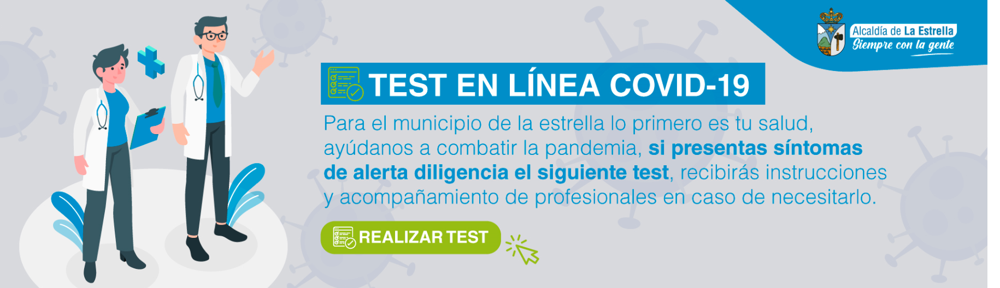 Alcaldía de La Estrella
Siempre con la gente
TEST EN LÍNEA COVID-19
Para el municipio de la estrella lo primero es tu salud,
ayúdanos a combatir la pandemia, si presentas síntomas
de alerta diligencia el siguiente test, recibirás instrucciones
y acompañamiento de profesionales en caso de necesitarlo.
REALIZAR TEST